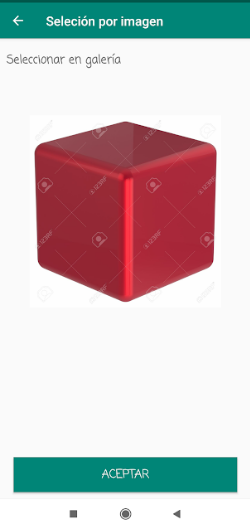 Seleción por imagen
Seleccionar en galería
ACEPTAR